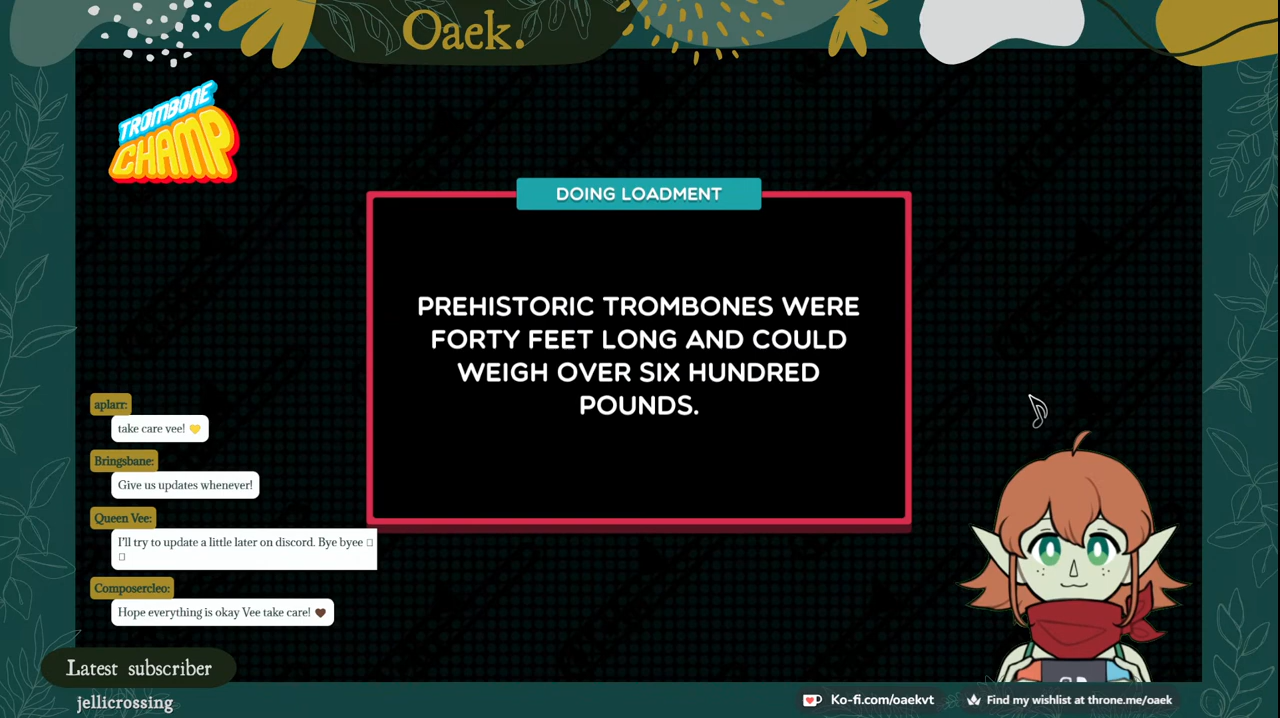 Oaek.
TROMBONE
CHAMP
DOING LOADMENT
PREHISTORIC TROMBONES WERE
FORTY FEET LONG AND COULD
WEIGH OVER SIX HUNDRED
POUNDS.
aplarr:
take care vee! 💛
Bringsbane:
Give us updates whenever!
Queen Vee:
I'll try to update a little later on discord. Bye byee
Composercleo:
Hope everything is okay Vee take care! 🤎
Latest subscriber
jellicrossing
Ko-fi.com/oaekvt
Find my wishlist at throne.me/oaek